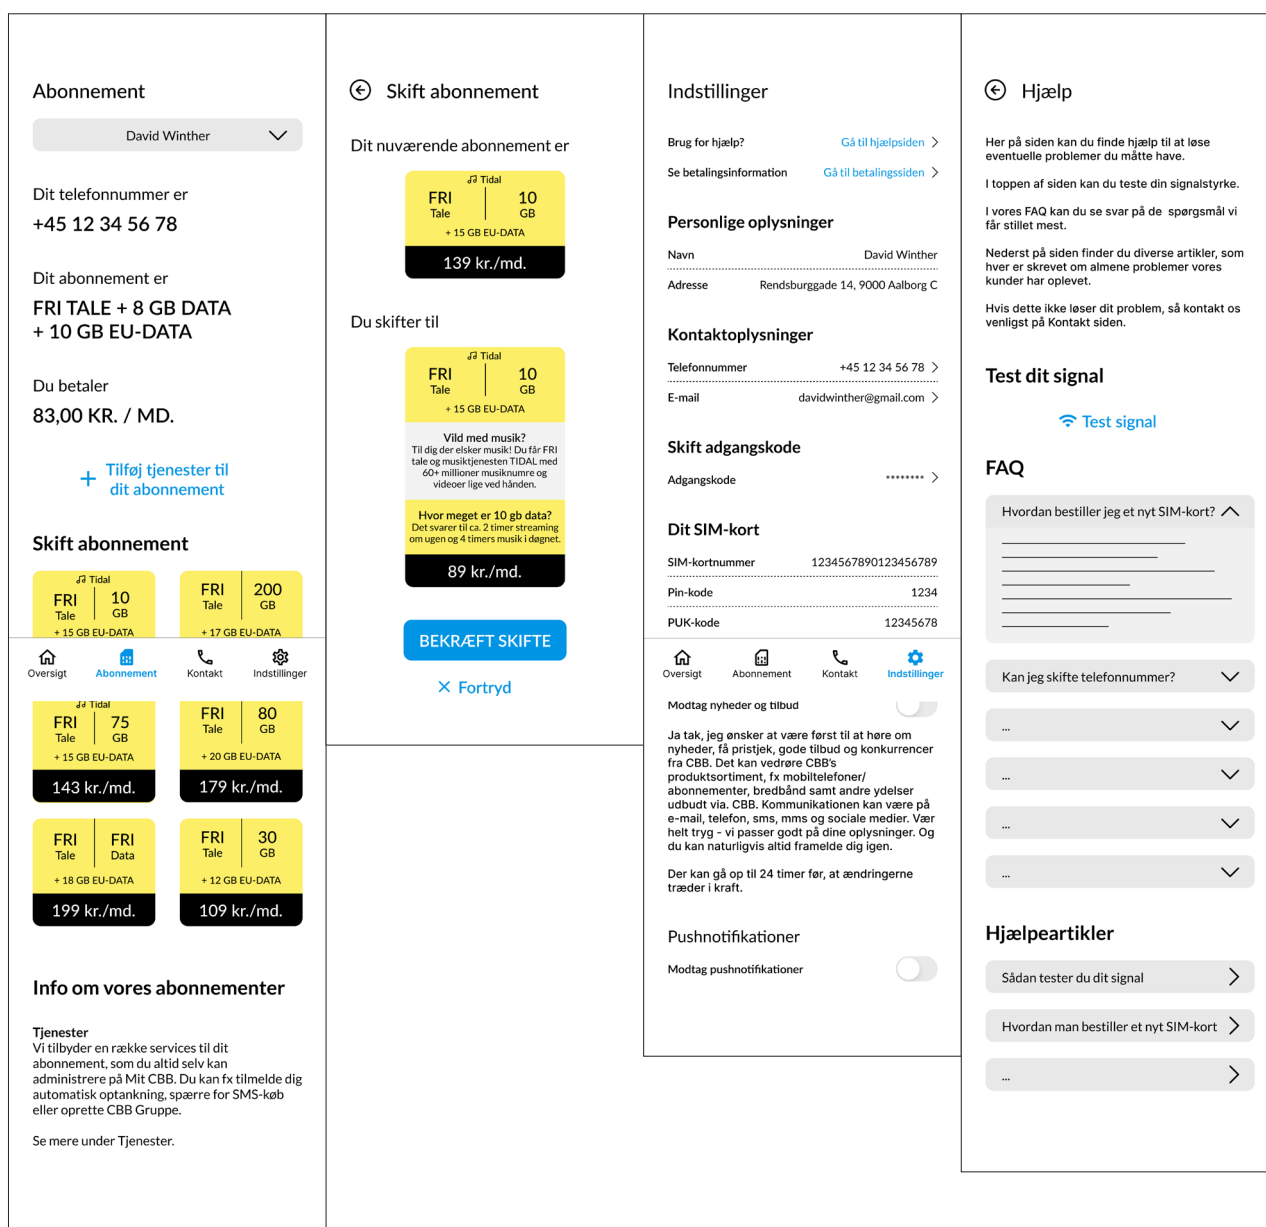 Abonnement
David Winther
Dit telefonnummer er
+45 12 34 56 78
Dit abonnement er
FRI TALE + 8 GB DATA
+ 10 GB EU-DATA
Du betaler
83,00 KR. / MD.
+ Tilføj tjenester til
dit abonnement
Skift abonnement
Tidal
FRI 10
Tale GB
+ 15 GB EU-DATA
FRI 200
Tale GB
+ 17 GB EU-DATA
Oversigt Abonnement Kontakt Indstillinger
Tidal
FRI 75
Tale GB
+ 15 GB EU-DATA
143 kr./md.
FRI 80
Tale GB
+ 20 GB EU-DATA
179 kr./md.
FRI FRI
Tale Data
+ 18 GB EU-DATA
199 kr./md.
FRI 30
Tale GB
+ 12 GB EU-DATA
109 kr./md.
Info om vores abonnementer
Tjenester
Vi tilbyder en række services til dit
abonnement, som du altid selv kan
administrere på Mit CBB. Du kan fx tilmelde dig
automatisk optankning, spærre for SMS-køb
eller oprette CBB Gruppe.
Se mere under Tjenester.
Skift abonnement
Dit nuværende abonnement er
Tidal
FRI 10
Tale GB
+ 15 GB EU-DATA
139 kr./md.
Du skifter til
Tidal
FRI 10
Tale GB
+ 15 GB EU-DATA
Vild med musik?
Til dig der elsker musik! Du får FRI
tale og musiktjenesten TIDAL med
60+ millioner musiknumre og
videoer lige ved hånden.
Hvor meget er 10 gb data?
Det svarer til ca. 2 timer streaming
om ugen og 4 timers musik i døgnet.
89 kr./md.
BEKRÆFT SKIFTE
Fortryd
Indstillinger
Brug for hjælp? Gå til hjælpsiden
Se betalingsinformation Gå til betalingssiden
Personlige oplysninger
Navn David Winther
Adresse Rendsburggade 14, 9000 Aalborg C
Kontaktoplysninger
Telefonnummer +45 12 34 56 78
E-mail davidwinther@gmail.com
Skift adgangskode
Adgangskode ********
Dit SIM-kort
SIM-kortnummer 1234567890123456789
Pin-kode 1234
PUK-kode 12345678
Oversigt Abonnement Kontakt Indstillinger
Modtag nyheder og tilbud
Ja tak, jeg ønsker at være først til at høre om
nyheder, få pristjek, gode tilbud og konkurrencer
fra CBB. Det kan vedrøre CBB's
produktsortiment, fx mobiltelefoner/
abonnementer, bredbånd samt andre ydelser
udbudt via. CBB. Kommunikationen kan være på
e-mail, telefon, sms, mms og sociale medier. Vær
helt tryg - vi passer godt på dine oplysninger. Og
du kan naturligvis altid framelde dig igen.
Der kan gå op til 24 timer før, at ændringerne
træder i kraft.
Pushnotifikationer
Modtag pushnotifikationer
Hjælp
Her på siden kan du finde hjælp til at løse
eventuelle problemer du måtte have.
I toppen af siden kan du teste din signalstyrke.
I vores FAQ kan du se svar på de spørgsmål vi
får stillet mest.
Nederst på siden finder du diverse artikler, som
hver er skrevet om almene problemer vores
kunder har oplevet.
Hvis dette ikke løser dit problem, så kontakt os
venligst på Kontakt siden.
Test dit signal
Test signal
FAQ
Hvordan bestiller jeg et nyt SIM-kort?
Kan jeg skifte telefonnummer?
...
...
...
...
Hjælpeartikler
Sådan tester du dit signal
Hvordan man bestiller et nyt SIM-kort
...